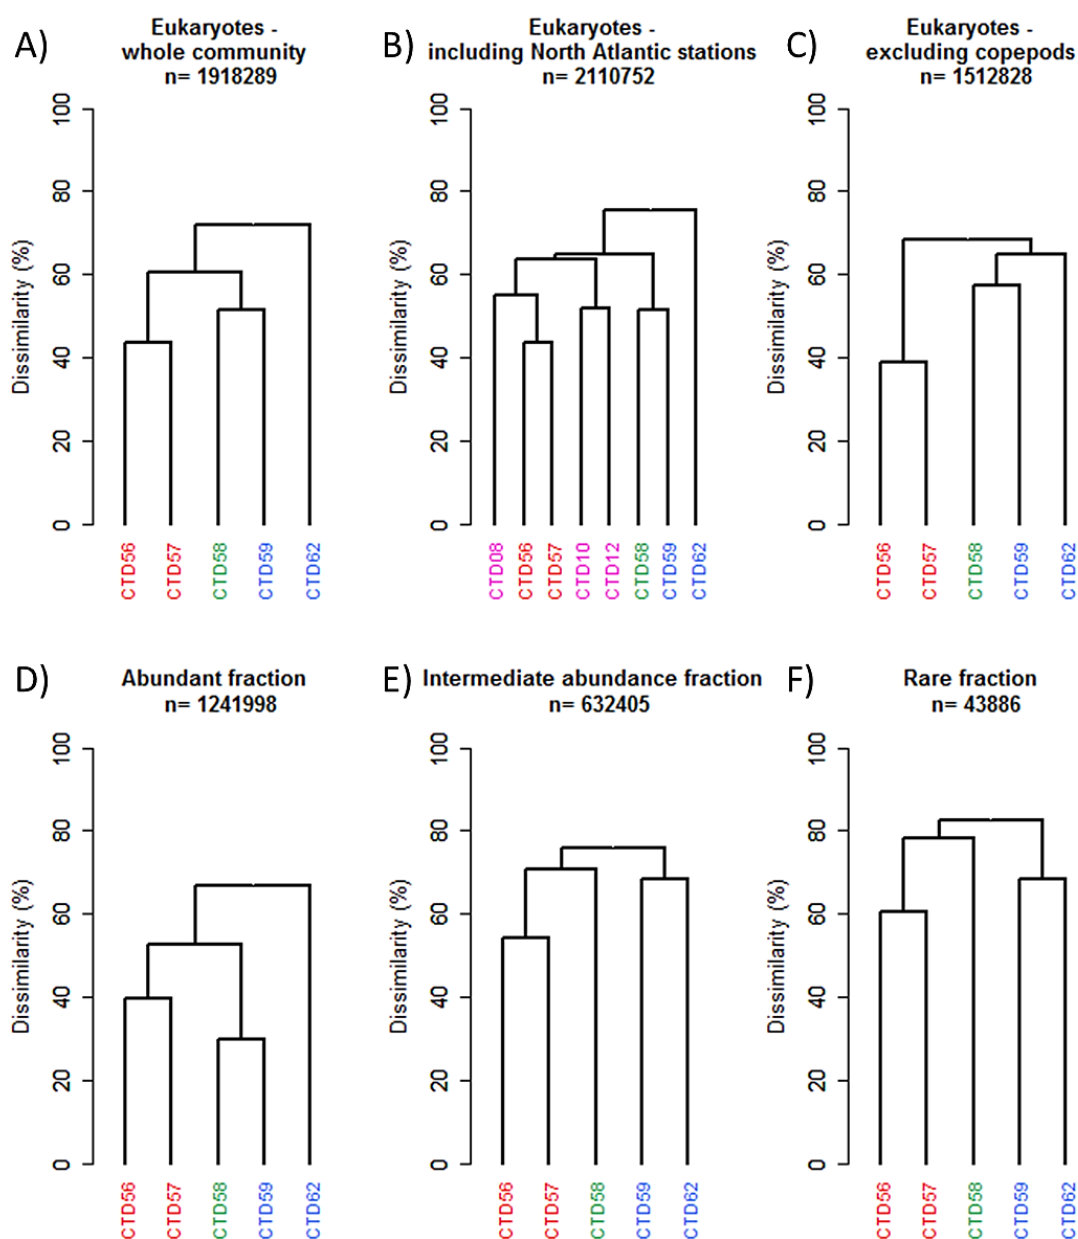 A)
Eukaryotes -
whole community
n= 1918289
Dissimilarity (%)
100
80
60
40
20
0
CTD56
CTD57
CTD58
CTD59
CTD62
B)
Eukaryotes -
including North Atlantic stations
n= 2110752
Dissimilarity (%)
100
80
60
40
20
0
CTD08
CTD56
CTD57
CTD10
CTD12
CTD58
CTD59
CTD62
C)
Eukaryotes -
excluding copepods
n= 1512828
Dissimilarity (%)
100
80
60
40
20
0
CTD56
CTD57
CTD58
CTD59
CTD62
D)
Abundant fraction
n= 1241998
Dissimilarity (%)
100
80
60
40
20
0
CTD56
CTD57
CTD58
CTD59
CTD62
E)
Intermediate abundance fraction
n= 632405
Dissimilarity (%)
100
80
60
40
20
0
CTD56
CTD57
CTD58
CTD59
CTD62
F)
Rare fraction
n= 43886
Dissimilarity (%)
100
80
60
40
20
0
CTD56
CTD57
CTD58
CTD59
CTD62